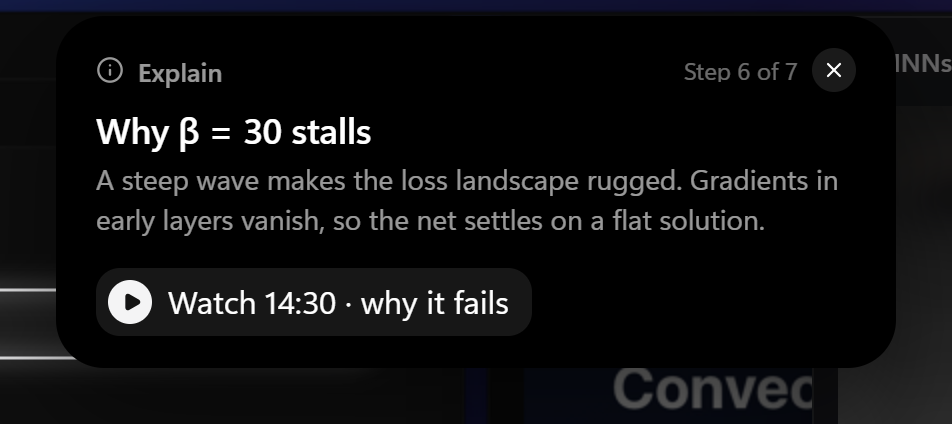 Explain
Step 6 of 7
Why β = 30 stalls
A steep wave makes the loss landscape rugged. Gradients in
early layers vanish, so the net settles on a flat solution.
Watch 14:30 · why it fails